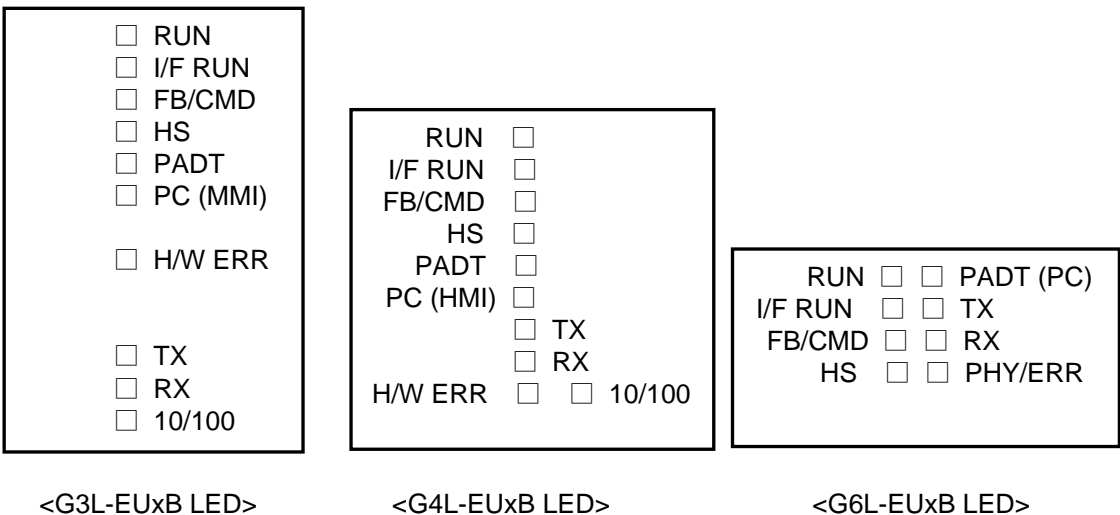 RUN
I/F RUN
FB/CMD
HS
PADT
PC (MMI)
H/W ERR
TX
RX
10/100
<G3L-EUxB LED>
RUN
I/F RUN
FB/CMD
HS
PADT
PC (HMI)
TX
RX
H/W ERR 10/100
<G4L-EUxB LED>
RUN PADT (PC)
I/F RUN TX
FB/CMD RX
HS PHY/ERR
<G6L-EUxB LED>